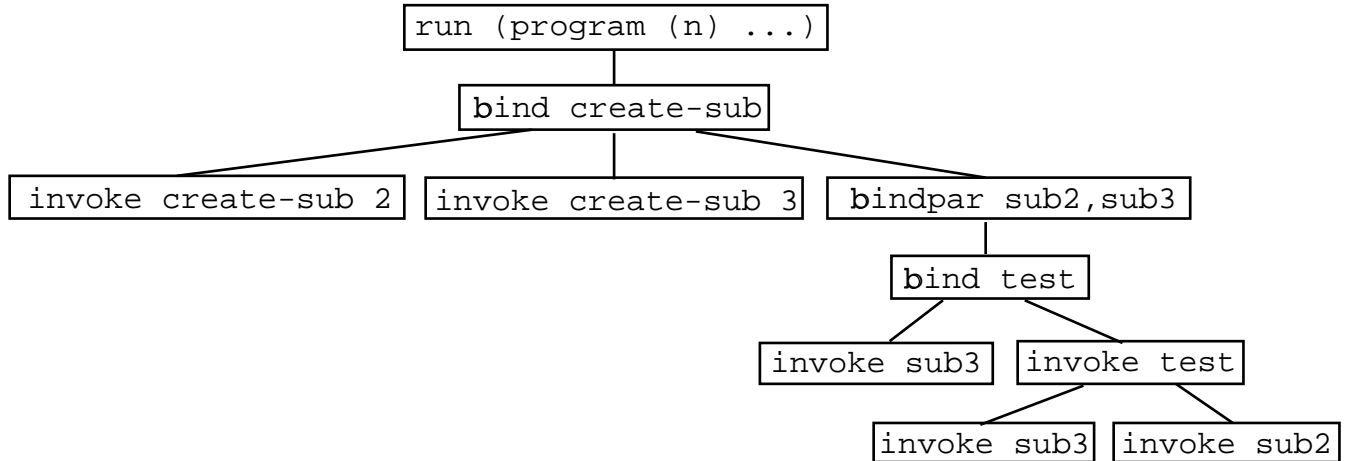 run (program (n) ...)
bind create-sub
invoke create-sub 2
invoke create-sub 3
bindpar sub2,sub3
bind test
invoke sub3
invoke test
invoke sub3
invoke sub2